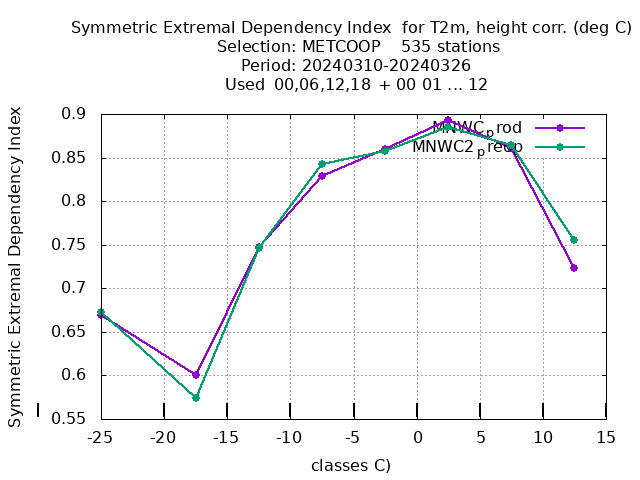 Symmetric Extremal Dependency Index  for T2m, height corr. (deg C)
Selection: METCOOP    535 stations
Period: 20240310-20240326
Used  00,06,12,18 + 00 01 ... 12
Symmetric Extremal Dependency Index
0.9
0.85
0.8
0.75
0.7
0.65
0.6
0.55
MNWC_prod
MNWC2_preop
-25 -20 -15 -10 -5 0 5 10 15
classes C)